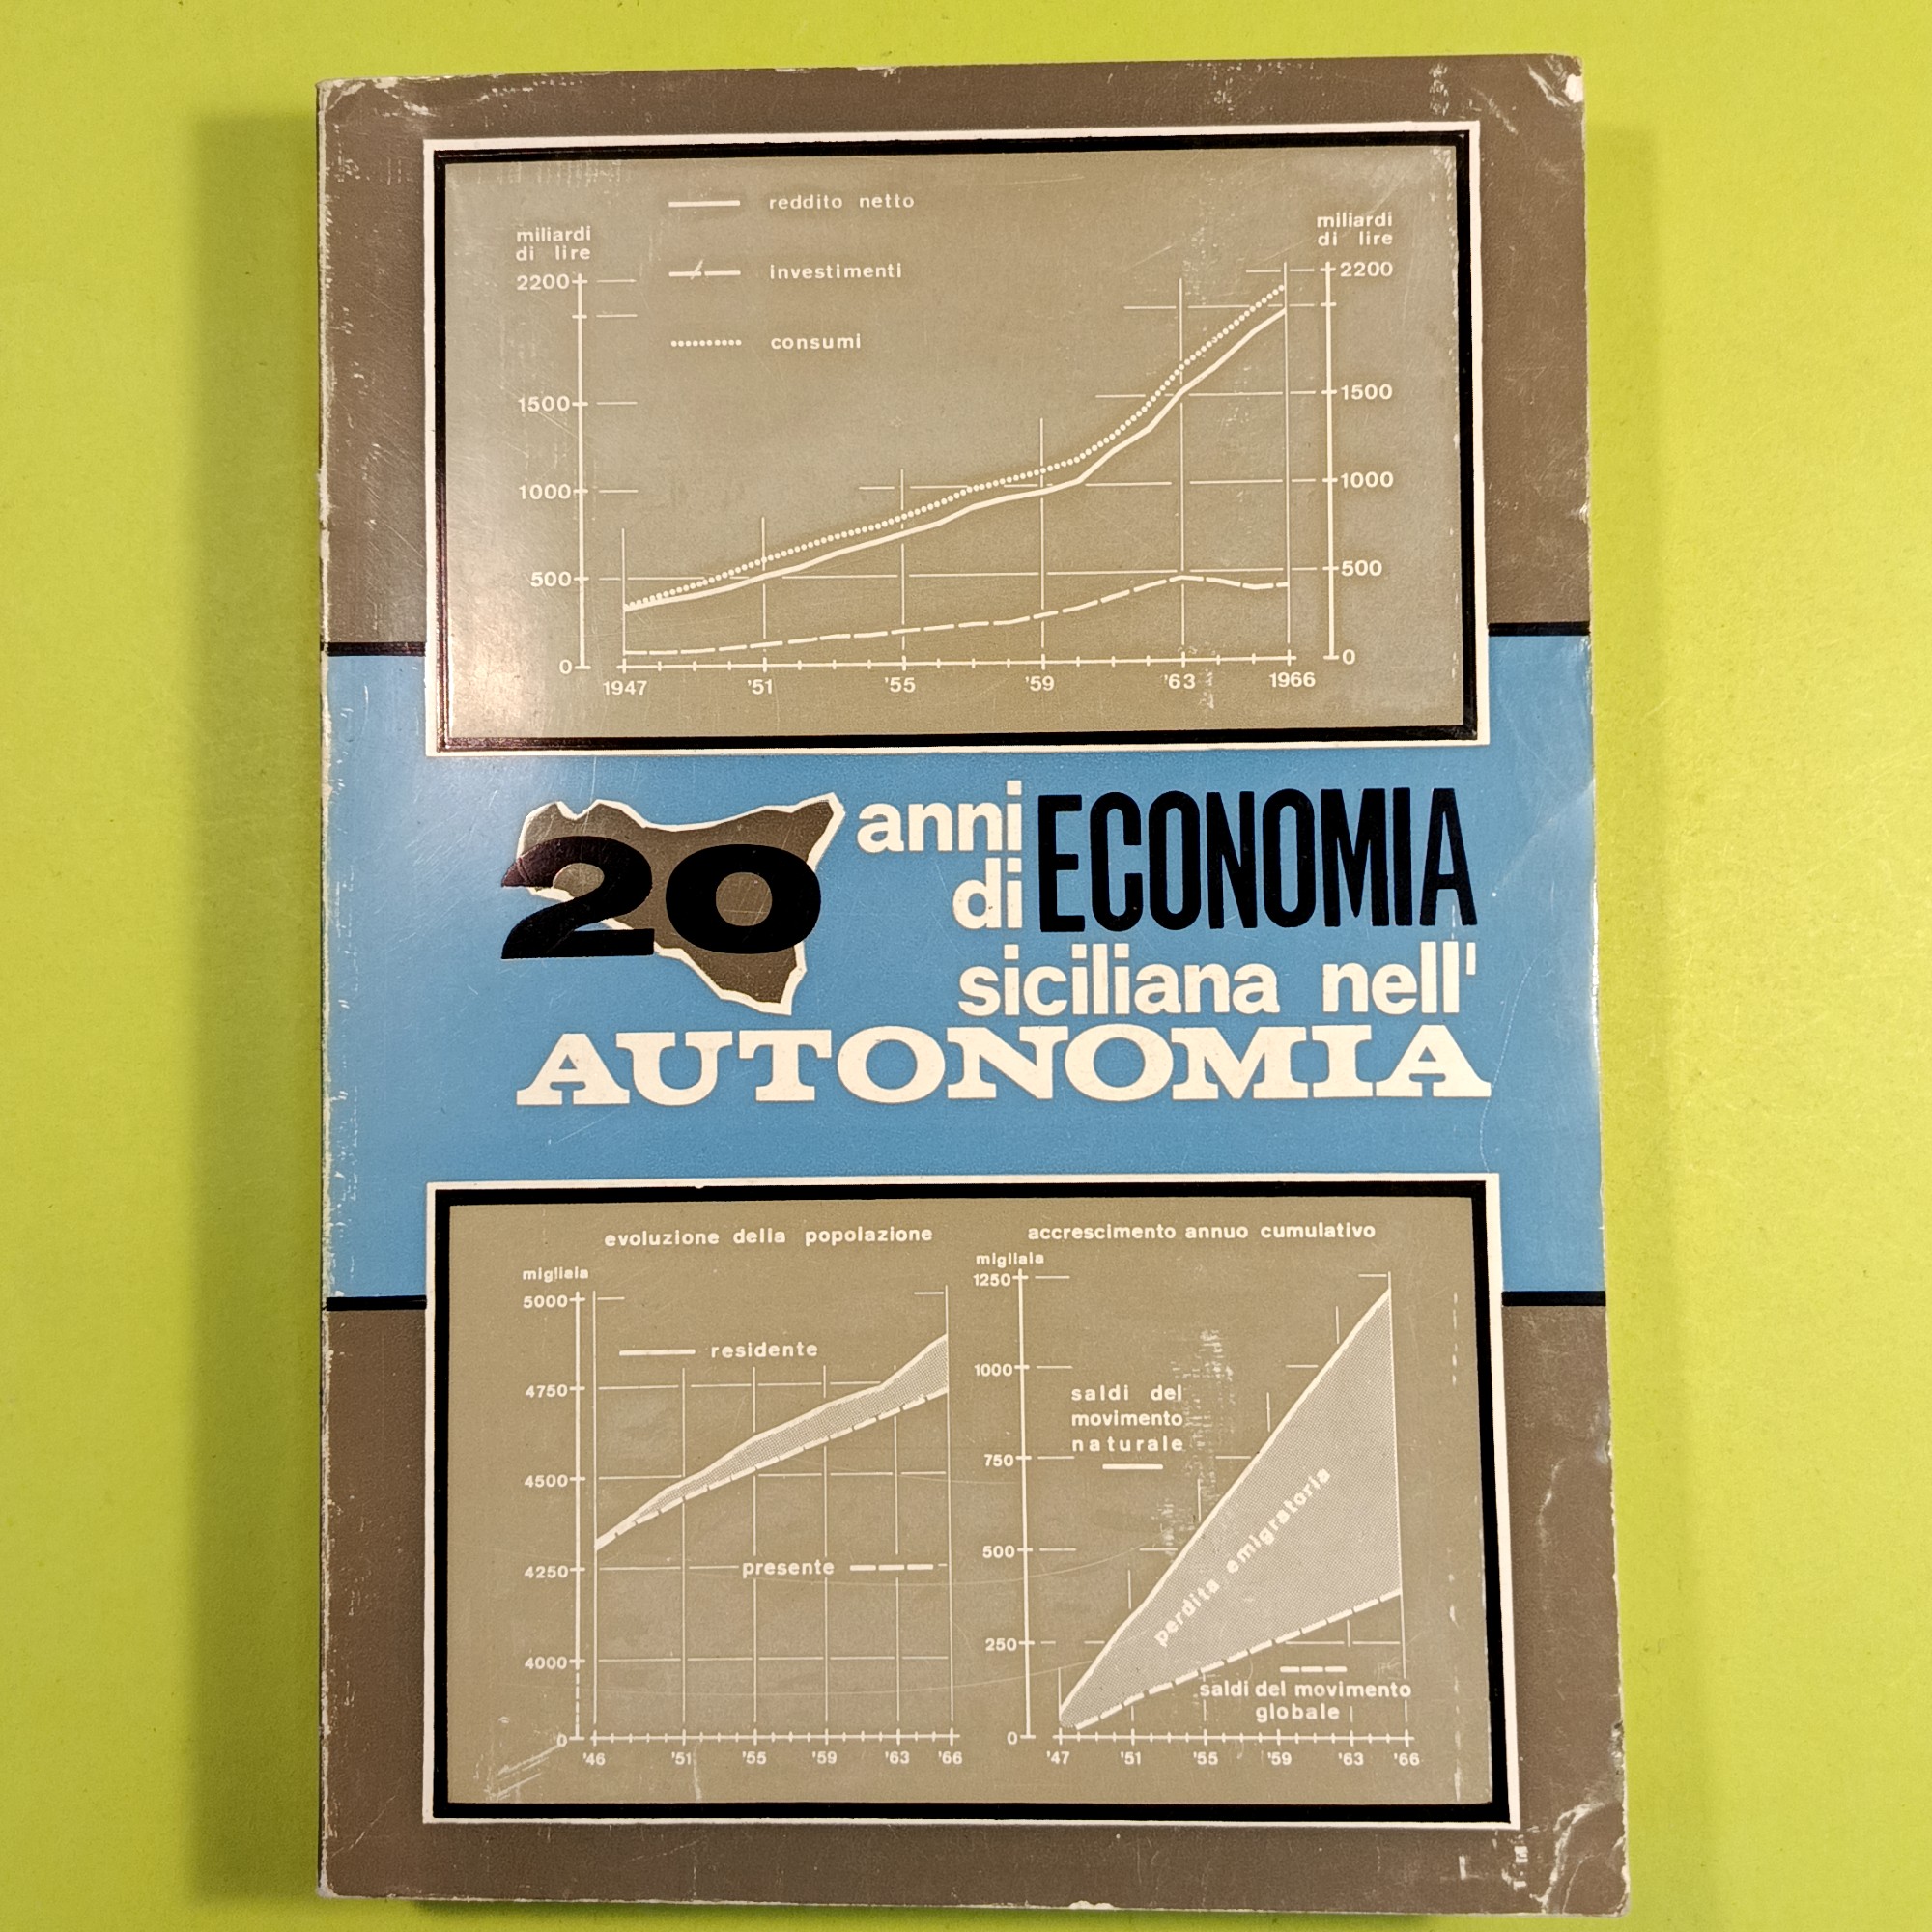 reddito netto
miliardi
di lire
miliardi
di lire
2200
2200
investimenti
consumi
1500
1500
1000
1000
500
500
0
0
1947 '51 '55 '59 '63 1966
20 anni
di ECONOMIA
siciliana nell'
AUTONOMIA
evoluzione della popolazione
migliaia
5000
residente
4750
4500
presente
4250
4000
0
'46 '51 '55 '59 '63 '66
accrescimento annuo cumulativo
migliaia
1250
1000
saldi del
movimento
naturale
750
perdita emigratoria
500
250
saldi del movimento
globale
0
'47 '51 '55 '59 '63 '66